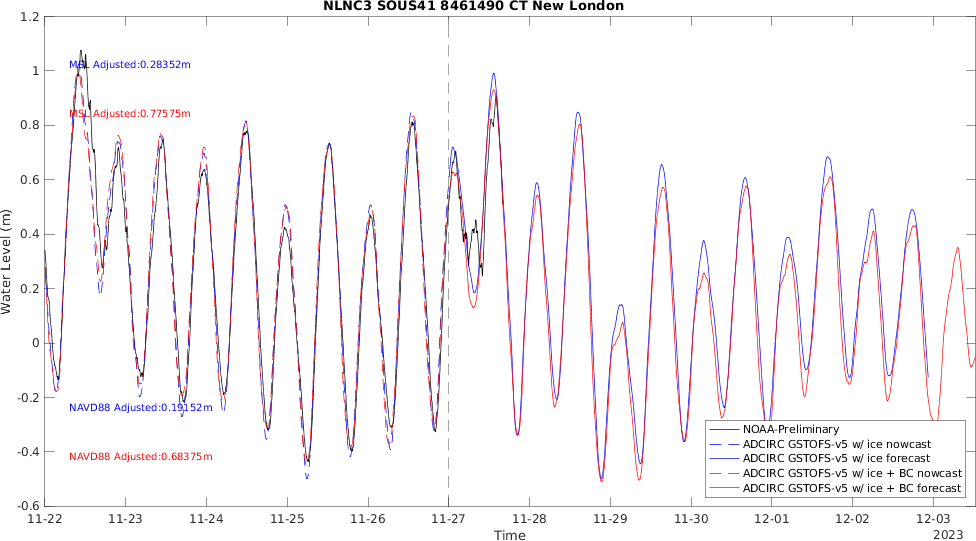 NLNC3 SOUS41 8461490 CT New London
1.2
1
0.8
0.6
0.4
0.2
0
-0.2
-0.4
-0.6
Water Level (m)
MSL Adjusted:0.28352m
MSL Adjusted:0.77575m
NAVD88 Adjusted:0.19152m
NAVD88 Adjusted:0.68375m
NOAA-Preliminary
ADCIRC GSTOFS-v5 w/ ice nowcast
ADCIRC GSTOFS-v5 w/ ice forecast
ADCIRC GSTOFS-v5 w/ ice + BC nowcast
ADCIRC GSTOFS-v5 w/ ice + BC forecast
11-22 11-23 11-24 11-25 11-26 11-27 11-28 11-29 11-30 12-01 12-02 12-03
2023
Time